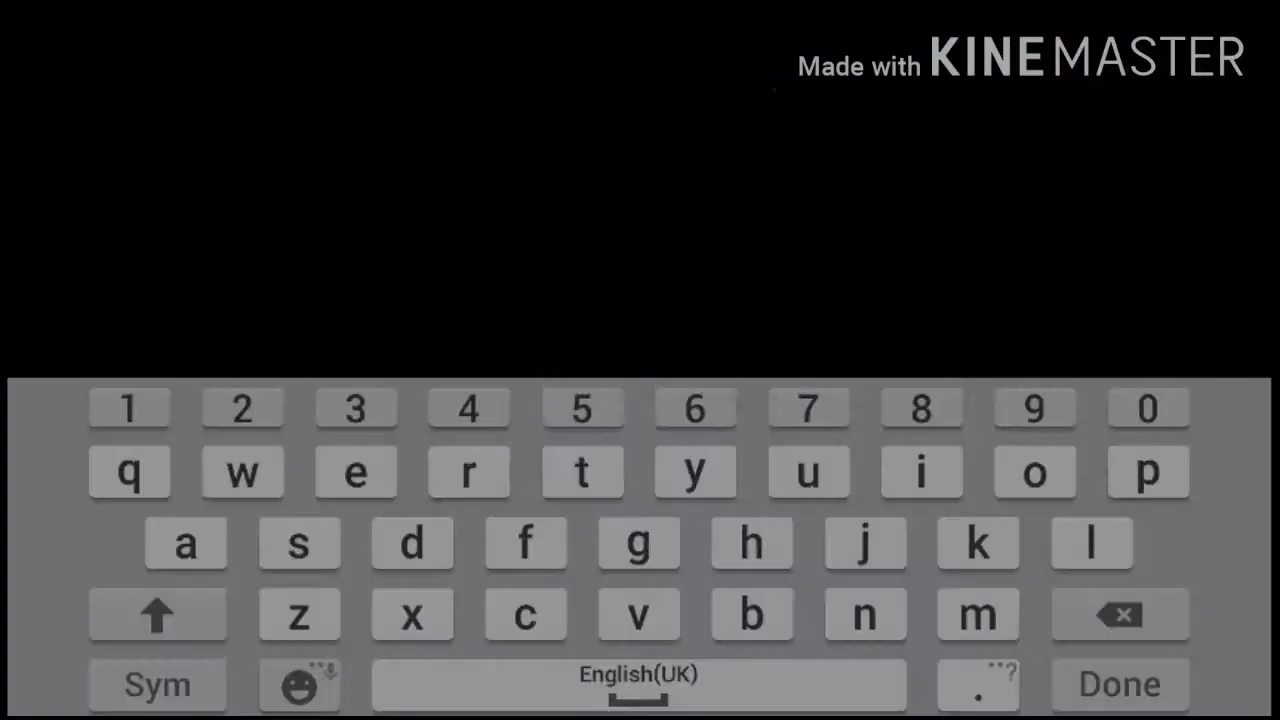 Made with KINEMASTER
1 2 3 4 5 6 7 8 9 0
q w e r t y u i o p
a s d f g h j k l
z x c v b n m
Sym English(UK) . ? Done